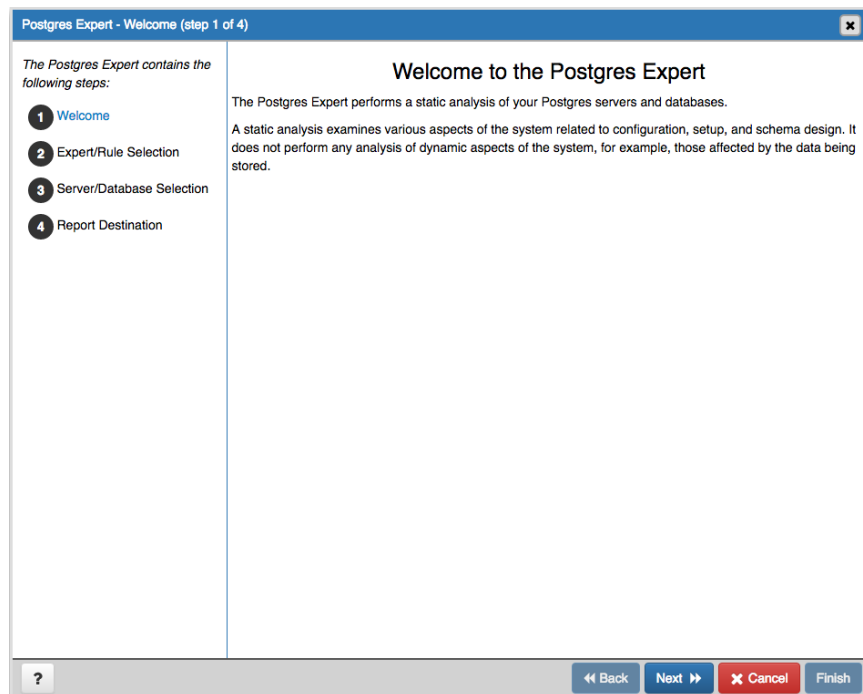 Postgres Expert - Welcome (step 1 of 4)
The Postgres Expert contains the
following steps:
1 Welcome
2 Expert/Rule Selection
3 Server/Database Selection
4 Report Destination
Welcome to the Postgres Expert
The Postgres Expert performs a static analysis of your Postgres servers and databases.
A static analysis examines various aspects of the system related to configuration, setup, and schema design. It
does not perform any analysis of dynamic aspects of the system, for example, those affected by the data being
stored.
? Back Next Cancel Finish